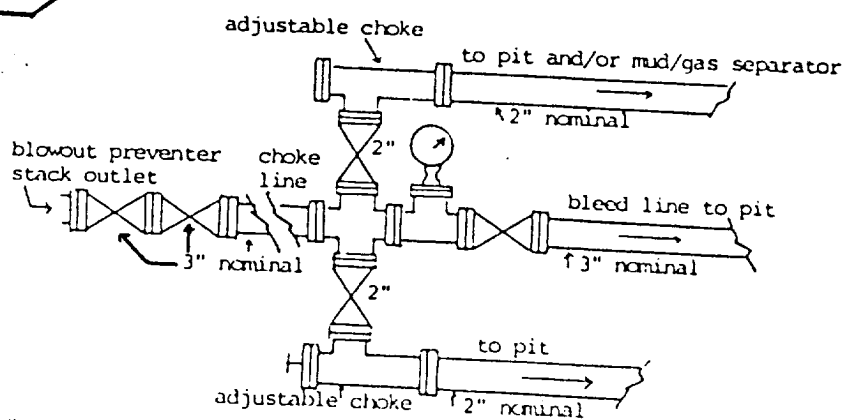 adjustable choke
to pit and/or mud/gas separator
2" nominal
2"
blowout preventer
stack outlet
choke
line
bleed line to pit
3" nominal
3" nominal
2"
to pit
adjustable choke
2" nominal